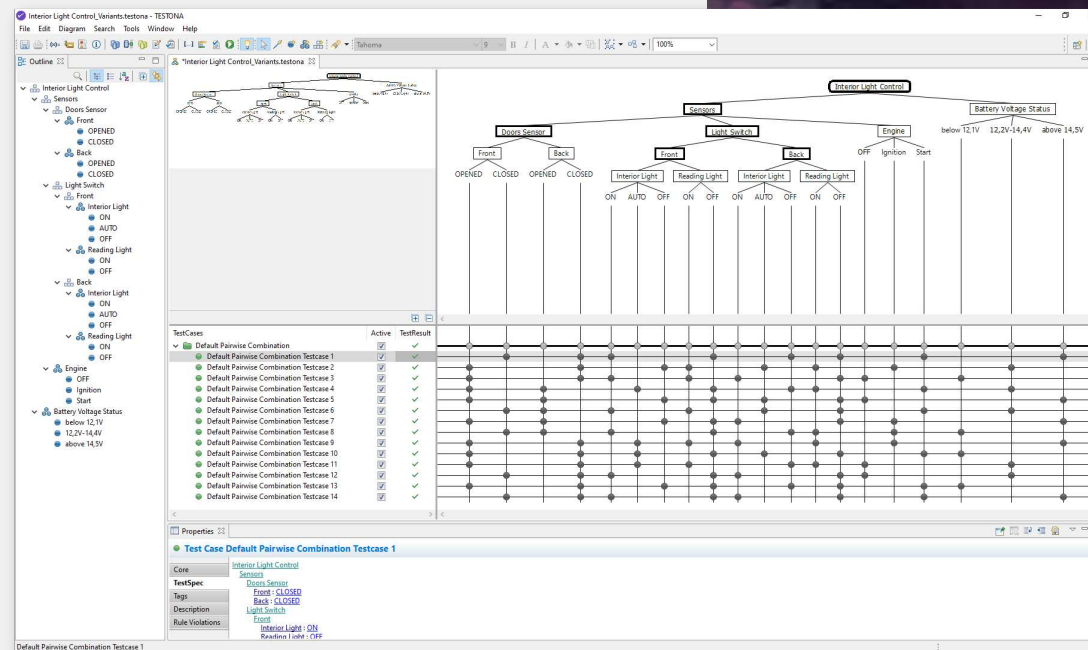 Interior Light Control_Variants.testona - TESTONA
File Edit Diagram Search Tools Window Help
Tahoma 9 B I A 100%
Outline
*Interior Light Control_Variants.testona
Interior Light Control
Sensors
Doors Sensor
Front
OPENED
CLOSED
Back
OPENED
CLOSED
Light Switch
Front
Interior Light
ON
AUTO
OFF
Reading Light
ON
OFF
Back
Interior Light
ON
AUTO
OFF
Reading Light
ON
OFF
Engine
OFF
Ignition
Start
Battery Voltage Status
below 12,1V
12,2V-14,4V
above 14,5V
Interior Light Control
Sensors Battery Voltage Status
Doors Sensor Light Switch Engine below 12,1V 12,2V-14,4V above 14,5V
Front Back Front Back OFF Ignition Start
OPENED CLOSED OPENED CLOSED Interior Light Reading Light Interior Light Reading Light
ON AUTO OFF ON OFF ON AUTO OFF ON OFF
TestCases Active TestResult
Default Pairwise Combination
Default Pairwise Combination Testcase 1
Default Pairwise Combination Testcase 2
Default Pairwise Combination Testcase 3
Default Pairwise Combination Testcase 4
Default Pairwise Combination Testcase 5
Default Pairwise Combination Testcase 6
Default Pairwise Combination Testcase 7
Default Pairwise Combination Testcase 8
Default Pairwise Combination Testcase 9
Default Pairwise Combination Testcase 10
Default Pairwise Combination Testcase 11
Default Pairwise Combination Testcase 12
Default Pairwise Combination Testcase 13
Default Pairwise Combination Testcase 14
Properties
Test Case Default Pairwise Combination Testcase 1
Core
TestSpec
Tags
Description
Rule Violations
Interior Light Control
Sensors
Doors Sensor
Front : CLOSED
Back : CLOSED
Light Switch
Front
Interior Light : ON
Reading Light : OFF
Default Pairwise Combination Testcase 1